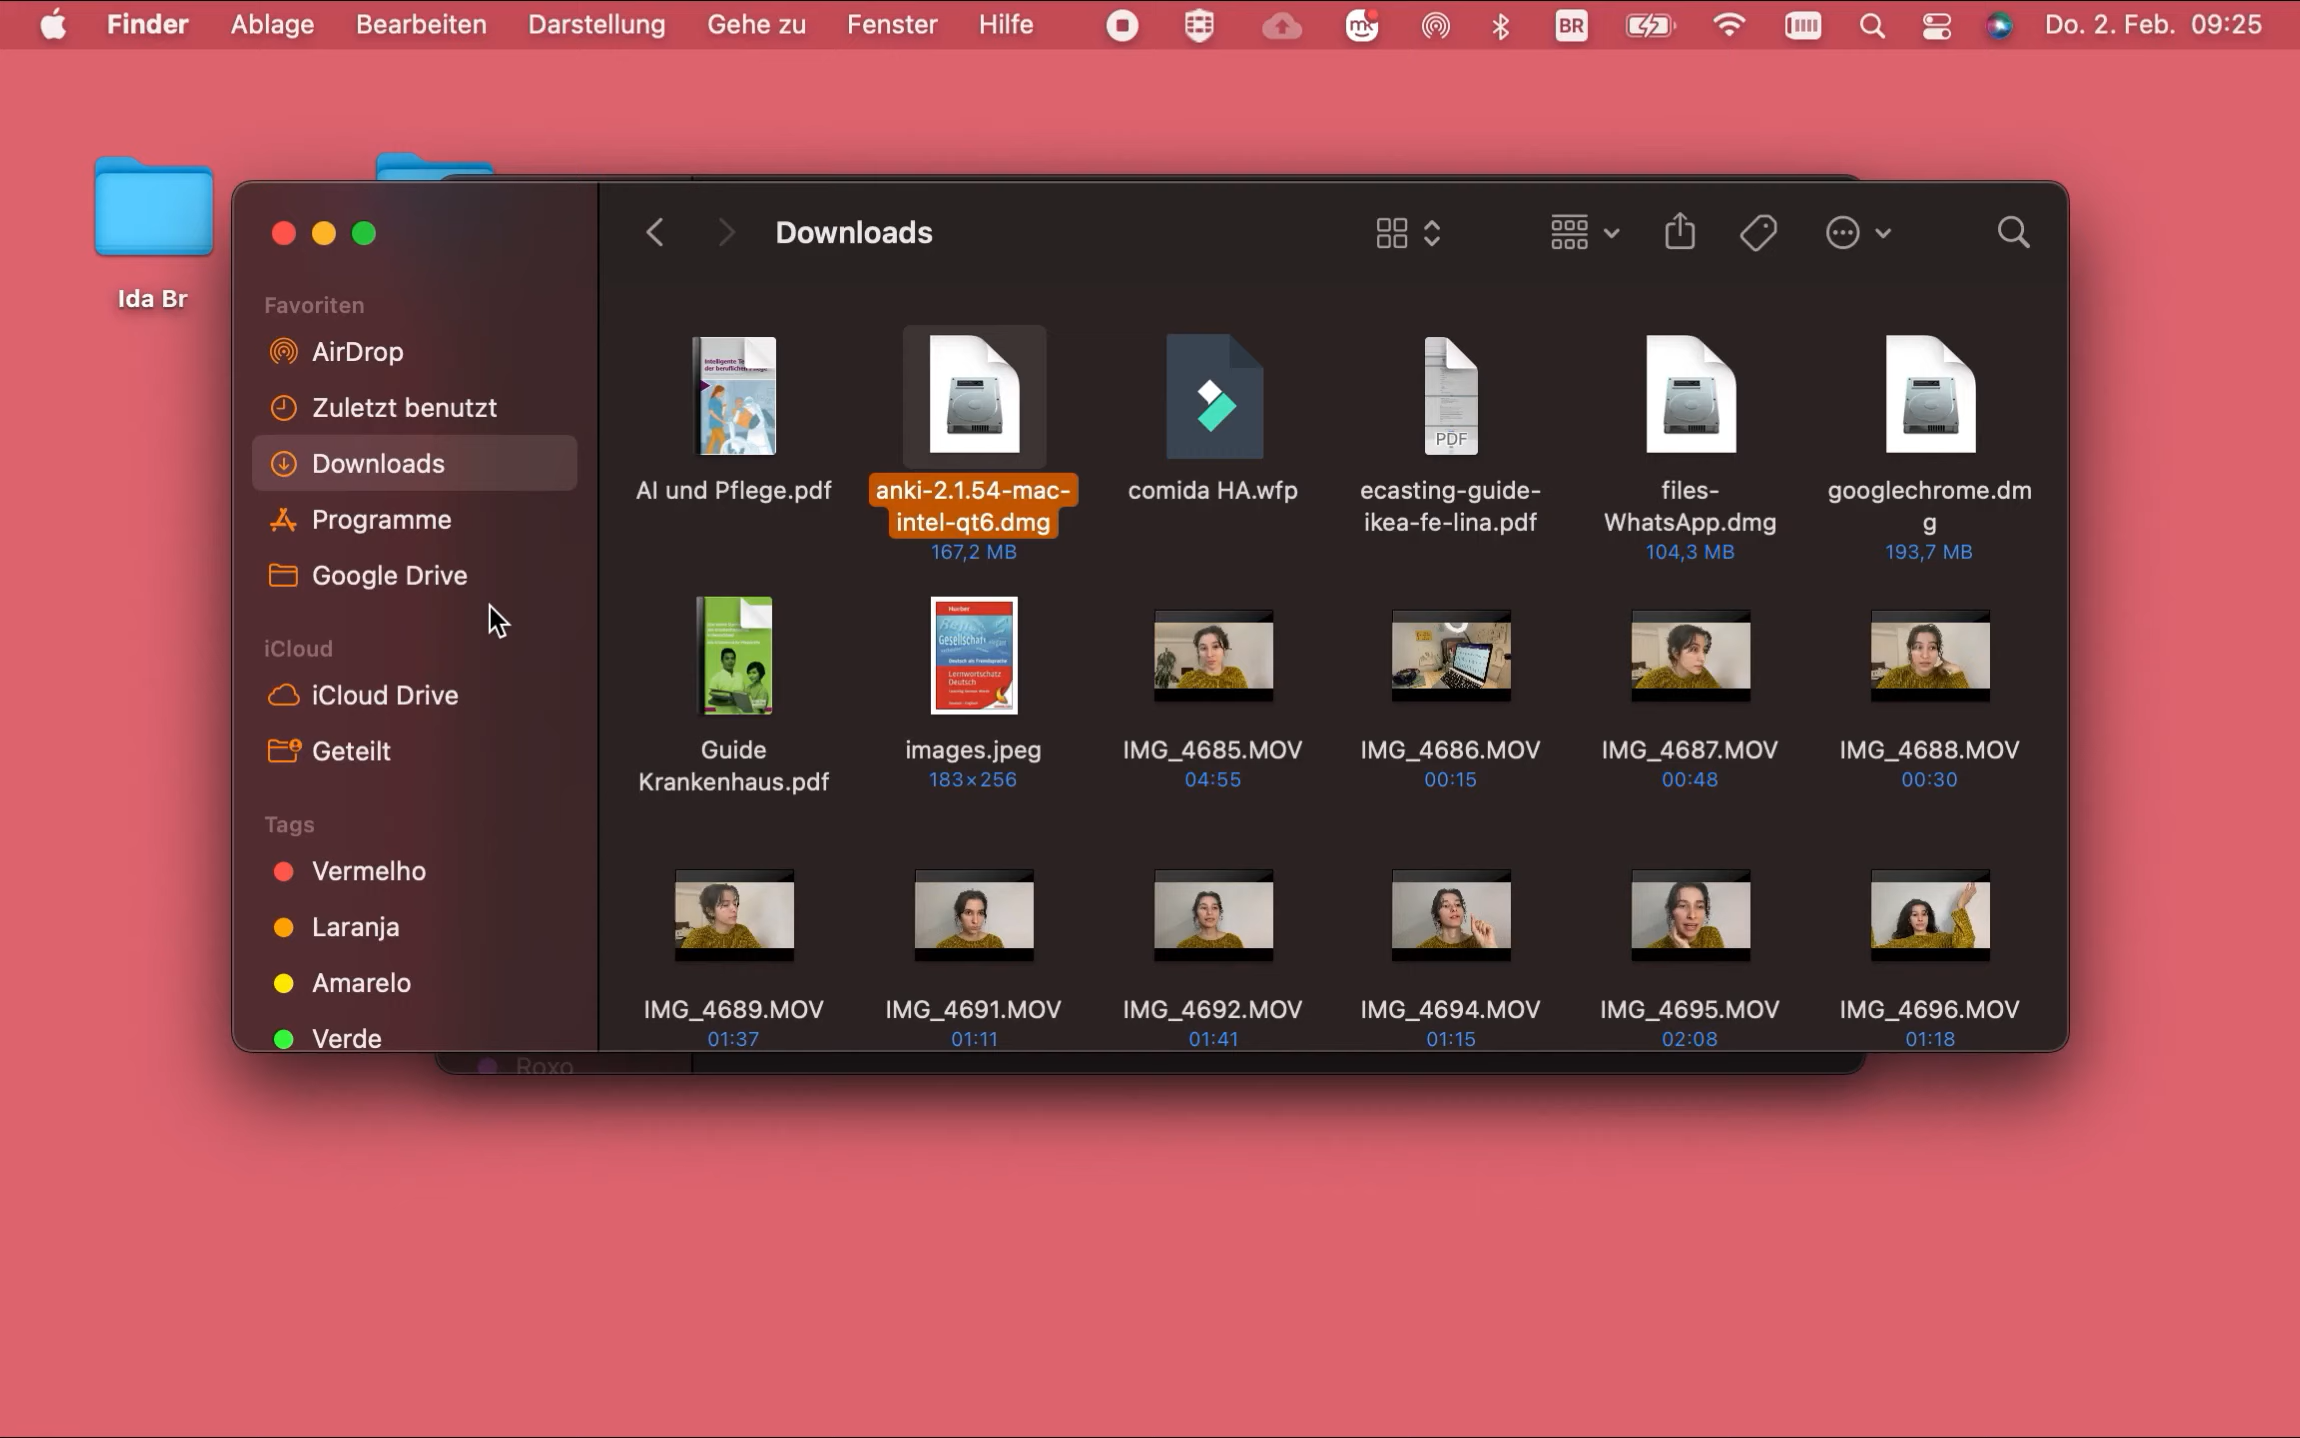 Finder Ablage Bearbeiten Darstellung Gehe zu Fenster Hilfe BR Do. 2. Feb. 09:25
Ida Br
Downloads
Favoriten
AirDrop
Zuletzt benutzt
Downloads
Programme
Google Drive
iCloud
iCloud Drive
Geteilt
Tags
Vermelho
Laranja
Amarelo
Verde
Roxo
PDF
AI und Pflege.pdf
anki-2.1.54-mac-
intel-qt6.dmg
167,2 MB
comida HA.wfp
ecasting-guide-
ikea-fe-lina.pdf
files-
WhatsApp.dmg
104,3 MB
googlechrome.dm
g
193,7 MB
Guide
Krankenhaus.pdf
Lernwortschatz
Deutsch
images.jpeg
183×256
IMG_4685.MOV
04:55
IMG_4686.MOV
00:15
IMG_4687.MOV
00:48
IMG_4688.MOV
00:30
IMG_4689.MOV
01:37
IMG_4691.MOV
01:11
IMG_4692.MOV
01:41
IMG_4694.MOV
01:15
IMG_4695.MOV
02:08
IMG_4696.MOV
01:18